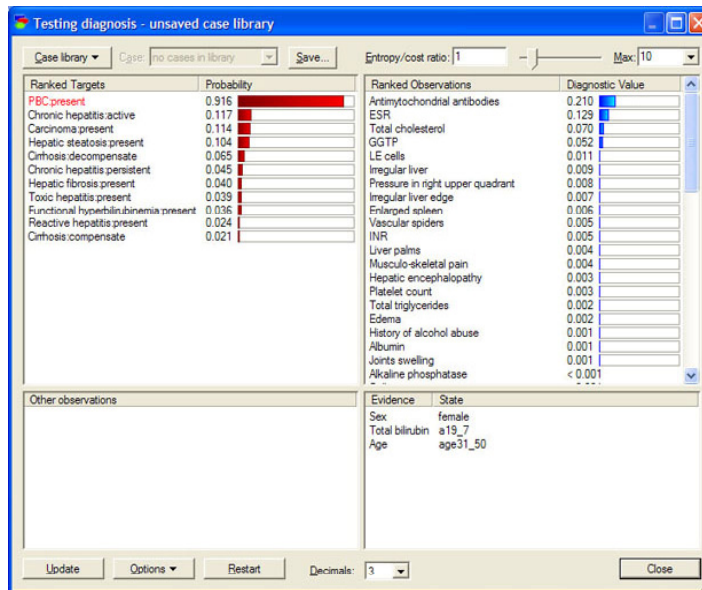 Testing diagnosis - unsaved case library
Case library Case: no cases in library Save... Entropy/cost ratio: 1 Max: 10
Ranked Targets Probability
PBC:present 0.916
Chronic hepatitis:active 0.117
Carcinoma:present 0.114
Hepatic steatosis:present 0.104
Cirrhosis:decompensate 0.065
Chronic hepatitis:persistent 0.045
Hepatic fibrosis:present 0.040
Toxic hepatitis:present 0.039
Functional hyperbilirubinemia:present 0.036
Reactive hepatitis:present 0.024
Cirrhosis:compensate 0.021
Ranked Observations Diagnostic Value
Antimytochondrial antibodies 0.210
ESR 0.129
Total cholesterol 0.070
GGTP 0.052
LE cells 0.011
Irregular liver 0.009
Pressure in right upper quadrant 0.008
Irregular liver edge 0.007
Enlarged spleen 0.006
Vascular spiders 0.005
INR 0.005
Liver palms 0.004
Musculo-skeletal pain 0.004
Hepatic encephalopathy 0.003
Platelet count 0.003
Total triglycerides 0.002
Edema 0.002
History of alcohol abuse 0.001
Albumin 0.001
Joints swelling 0.001
Alkaline phosphatase < 0.001
Other observations
Evidence State
Sex female
Total bilirubin a19_7
Age age31_50
Update Options Restart Decimals: 3 Close